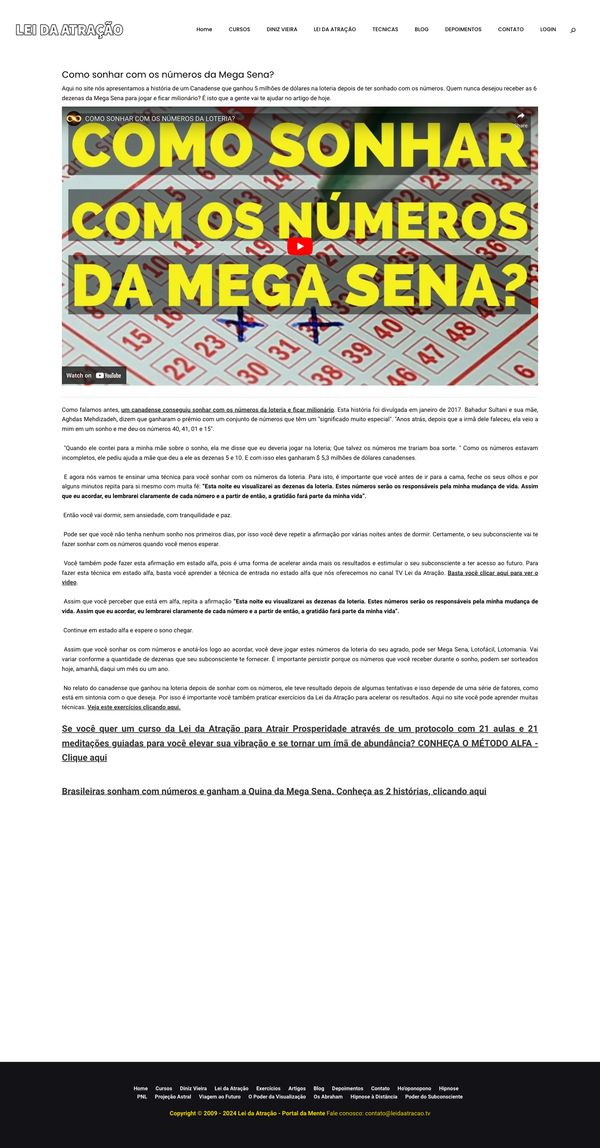 LEI DA ATRAÇÃO
Home CURSOS DINIZ VIEIRA LEI DA ATRAÇÃO TECNICAS BLOG DEPOIMENTOS CONTATO LOGIN
Como sonhar com os números da Mega Sena?
Aqui no site nós apresentamos a história de um Canadense que ganhou 5 milhões de dólares na loteria depois de ter sonhado com os números. Quem nunca desejou receber as 6
dezenas da Mega Sena para jogar e ficar milionário? É isto que a gente vai te ajudar no artigo de hoje.
COMO SONHAR COM OS NÚMEROS DA LOTERIA?
Share
COMO SONHAR
COM OS NÚMEROS
DA MEGA SENA?
Watch on YouTube
Como falamos antes, um canadense conseguiu sonhar com os números da loteria e ficar milionário. Esta história foi divulgada em janeiro de 2017. Bahadur Sultani e sua mãe,
Aghdas Mehdizadeh, dizem que ganharam o prêmio com um conjunto de números que têm um "significado muito especial". "Anos atrás, depois que a irmã dele faleceu, ela veio a
mim em um sonho e me deu os números 40, 41, 01 e 15".
"Quando ele contei para a minha mãe sobre o sonho, ela me disse que eu deveria jogar na loteria; Que talvez os números me trariam boa sorte. " Como os números estavam
incompletos, ele pediu ajuda a mãe que deu a ele as dezenas 5 e 10. E com isso eles ganharam $ 5,3 milhões de dólares canadenses.
E agora nós vamos te ensinar uma técnica para você sonhar com os números da loteria. Para isto, é importante que você antes de ir para a cama, feche os seus olhos e por
alguns minutos repita para si mesmo com muita fé: "Esta noite eu visualizarei as dezenas da loteria. Estes números serão os responsáveis pela minha mudança de vida. Assim
que eu acordar, eu lembrarei claramente de cada número e a partir de então, a gratidão fará parte da minha vida".
Então você vai dormir, sem ansiedade, com tranquilidade e paz.
Pode ser que você não tenha nenhum sonho nos primeiros dias, por isso você deve repetir a afirmação por várias noites antes de dormir. Certamente, o seu subconsciente vai te
fazer sonhar com os números quando você menos esperar.
Você também pode fazer esta afirmação em estado alfa, pois é uma forma de acelerar ainda mais os resultados e estimular o seu subconsciente a ter acesso ao futuro. Para
fazer esta técnica em estado alfa, basta você aprender a técnica de entrada no estado alfa que nós oferecemos no canal TV Lei da Atração. Basta você clicar aqui para ver o
vídeo.
Assim que você perceber que está em alfa, repita a afirmação "Esta noite eu visualizarei as dezenas da loteria. Estes números serão os responsáveis pela minha mudança de
vida. Assim que eu acordar, eu lembrarei claramente de cada número e a partir de então, a gratidão fará parte da minha vida".
Continue em estado alfa e espere o sono chegar.
Assim que você sonhar os com números e anotá-los logo ao acordar, você deve jogar estes números da loteria do seu agrado, pode ser Mega Sena, Lotofácil, Lotomania. Vai
variar conforme a quantidade de dezenas que seu subconsciente te fornecer. É importante persistir porque os números que você receber durante o sonho, podem ser sorteados
hoje, amanhã, daqui um mês ou um ano.
No relato do canadense que ganhou na loteria depois de sonhar com os números, ele teve resultado depois de algumas tentativas e isso depende de uma série de fatores, como
está em sintonia com o que deseja. Por isso é importante você também praticar exercícios da Lei da Atração para acelerar os resultados. Aqui no site você pode aprender muitas
técnicas. Veja este exercícios clicando aqui.
Se você quer um curso da Lei da Atração para Atrair Prosperidade através de um protocolo com 21 aulas e 21
meditações guiadas para você elevar sua vibração e se tornar um ímã de abundância? CONHEÇA O MÉTODO ALFA -
Clique aqui
Brasileiras sonham com números e ganham a Quina da Mega Sena. Conheça as 2 histórias, clicando aqui
Home Cursos Diniz Vieira Lei da Atração Exercícios Artigos Blog Depoimentos Contato Ho'oponopono Hipnose
PNL Projeção Astral Viagem ao Futuro O Poder da Visualização Os Abraham Hipnose à Distância Poder do Subconsciente
Copyright © 2009 - 2024 Lei da Atração - Portal da Mente Fale conosco: contato@leidaatracao.tv